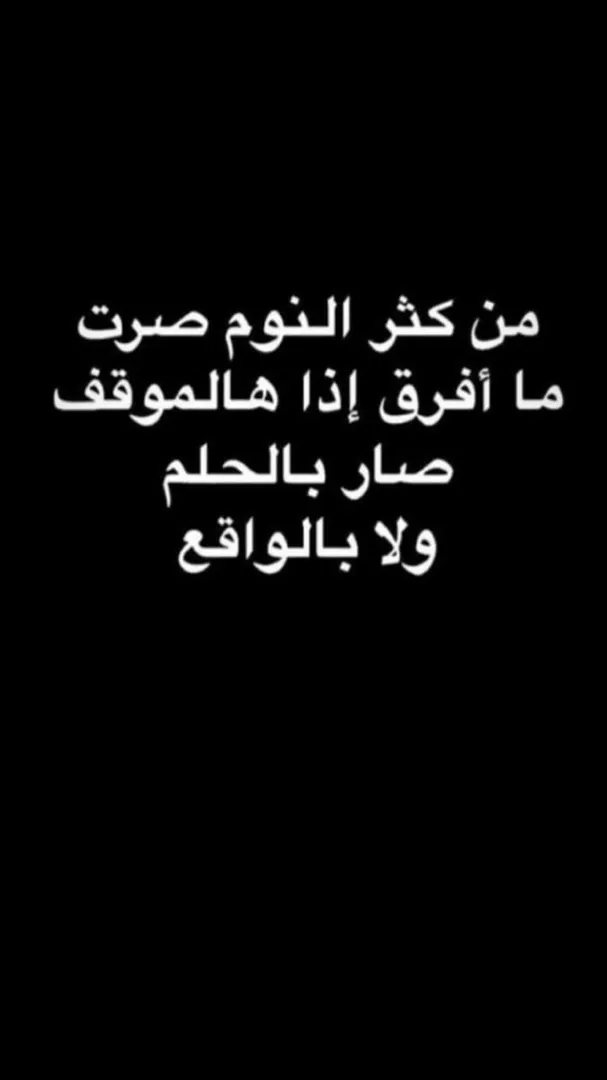 من كثر النوم صرت
ما أفرق إذا هالموقف
صار بالحلم
ولا بالواقع